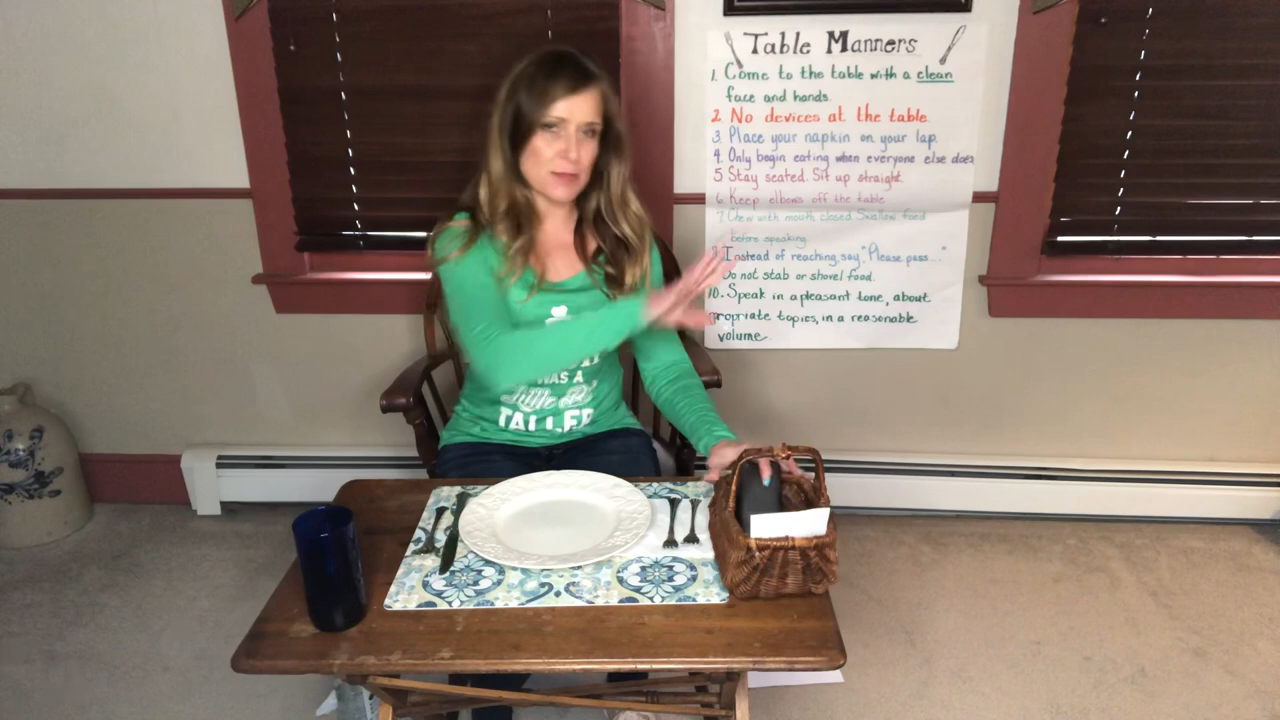 Table Manners
1. Come to the table with a clean
face and hands.
2. No devices at the table.
3. Place your napkin on your lap.
4. Only begin eating when everyone else does
5 Stay seated. Sit up straight.
6. Keep elbows off the table
7. Chew with mouth closed Swallow food
before speaking.
Instead of reaching, say, "Please pass..."
Do not stab or shovel food.
10. Speak in a pleasant tone, about
propriate topics, in a reasonable
volume.
WAS A
Little Bit
TALLER